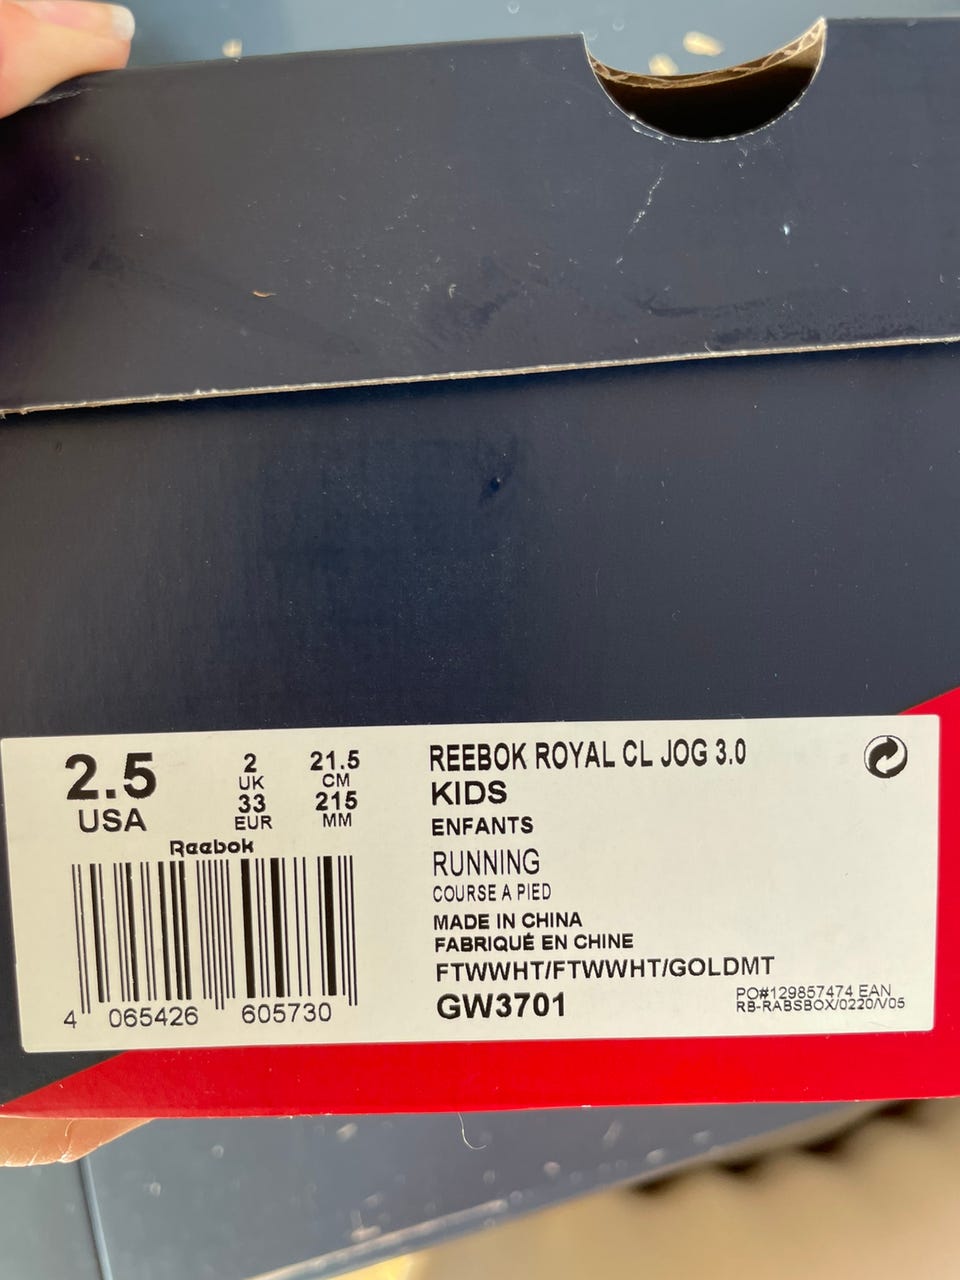 2.5
USA
2
UK
33
EUR
21.5
CM
215
MM
Reebok
4 065426 605730
REEBOK ROYAL CL JOG 3.0
KIDS
ENFANTS
RUNNING
COURSE A PIED
MADE IN CHINA
FABRIQUÉ EN CHINE
FTWWHT/FTWWHT/GOLDMT
GW3701
PO#129857474 EAN
RB-RABSBOX/0220/V05